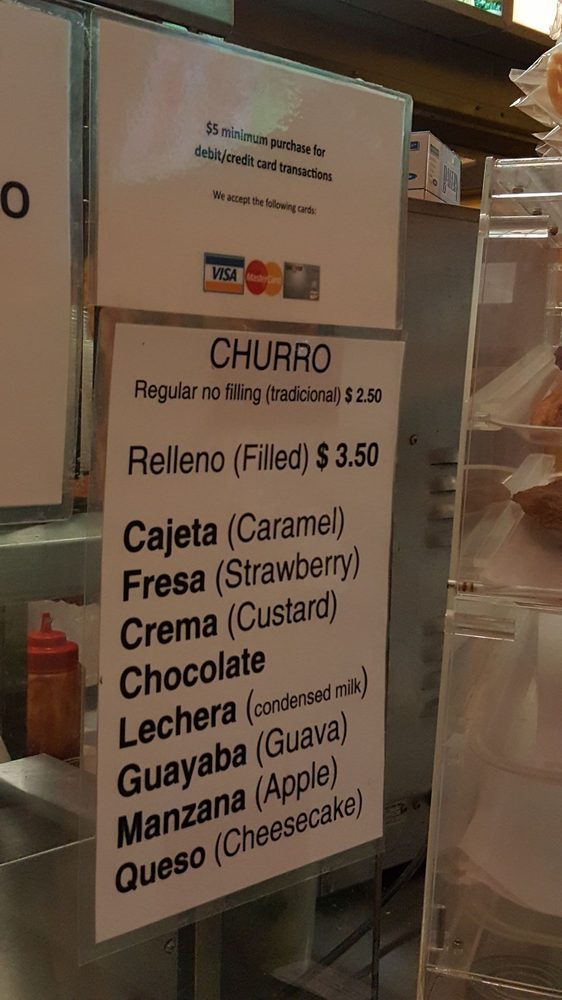 O
$5 minimum purchase for
debit/credit card transactions
We accept the following cards:
VISA MasterCard
CHURRO
Regular no filling (tradicional) $ 2.50
Relleno (Filled) $ 3.50
Cajeta (Caramel)
Fresa (Strawberry)
Crema (Custard)
Chocolate
Lechera (condensed milk)
Guayaba (Guava)
Manzana (Apple)
Queso (Cheesecake)